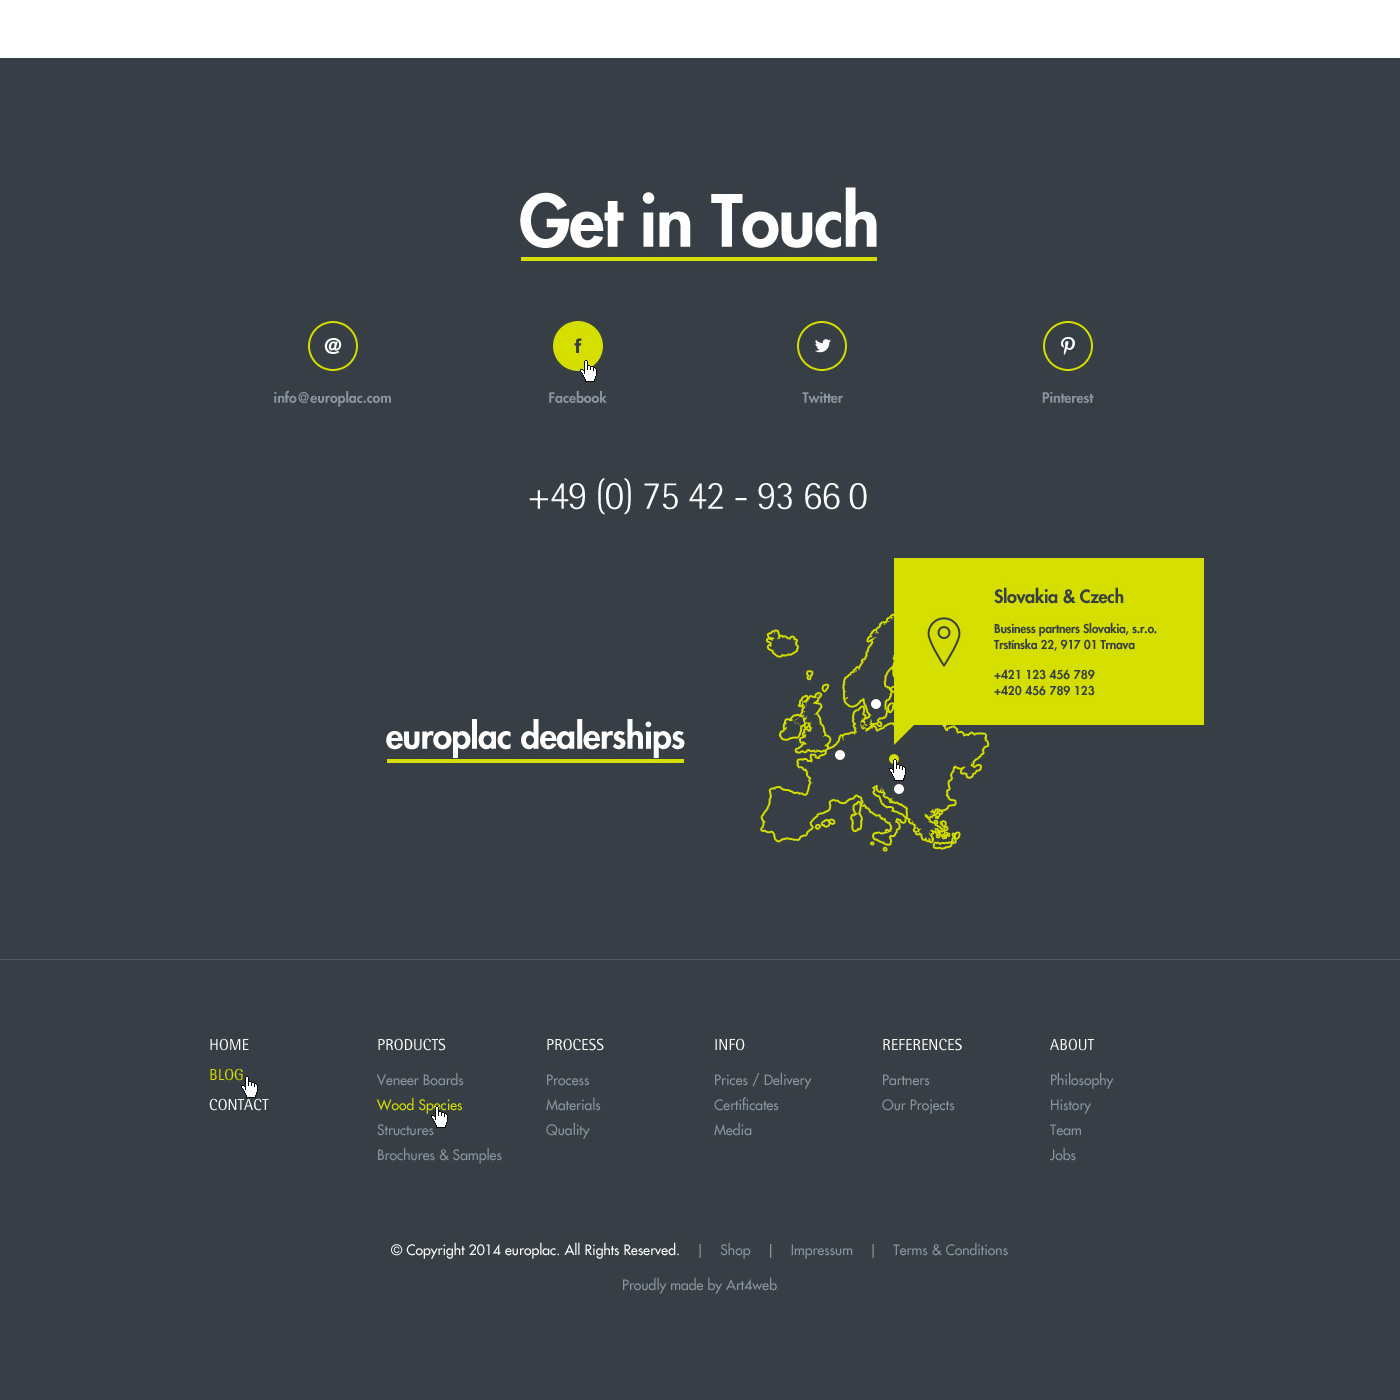 Get in Touch
@
f
info@europlac.com
Facebook
Twitter
Pinterest
+49 (0) 75 42 - 93 66 0
Slovakia & Czech
Business partners Slovakia, s.r.o.
Trstínska 22, 917 01 Trnava
+421 123 456 789
+420 456 789 123
europlac dealerships
HOME
BLOG
CONTACT
PRODUCTS
Veneer Boards
Wood Species
Structures
Brochures & Samples
PROCESS
Process
Materials
Quality
INFO
Prices / Delivery
Certificates
Media
REFERENCES
Partners
Our Projects
ABOUT
Philosophy
History
Team
Jobs
© Copyright 2014 europlac. All Rights Reserved. | Shop | Impressum | Terms & Conditions
Proudly made by Art4web